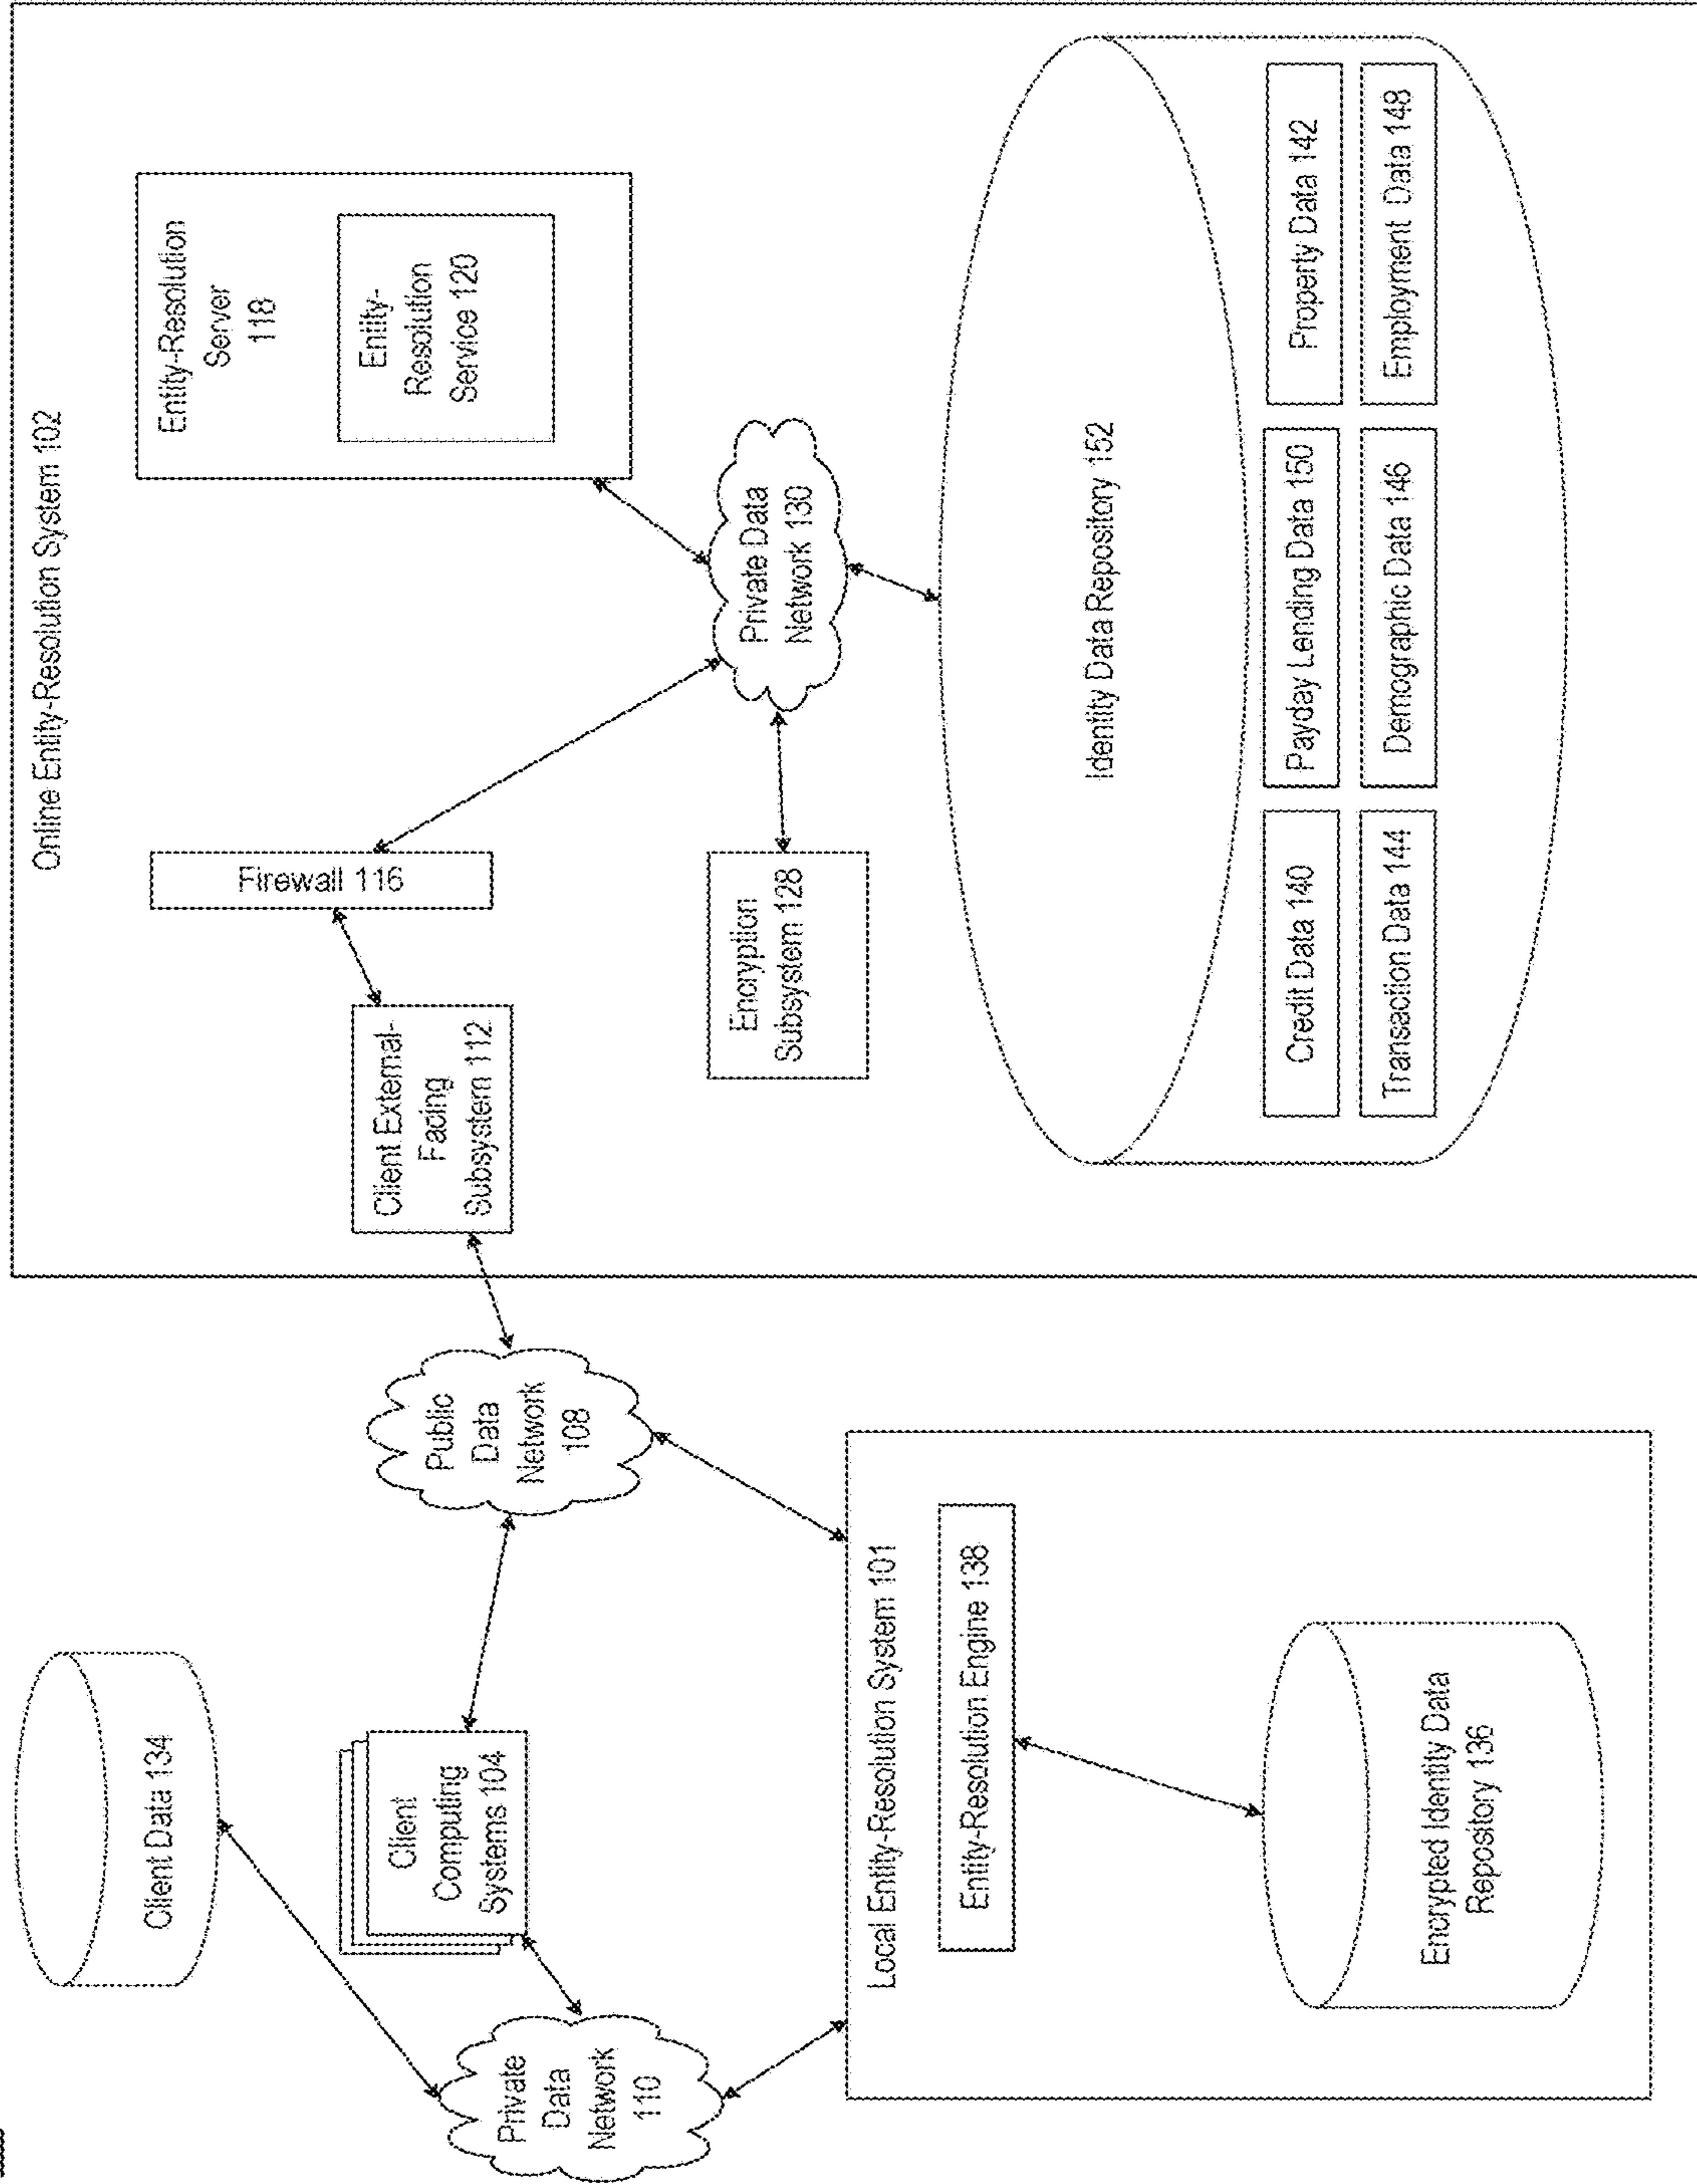 Online Entity-Resolution System 102
Entity-Resolution
Server
118
Entity-
Resolution
Service 120
Firewall 116
Client External-
Facing
Subsystem 112
Encryption
Subsystem 128
Private Data
Network 130
Identity Data Repository 152
Credit Data 140
Payday Lending Data 150
Property Data 142
Transaction Data 144
Demographic Data 146
Employment Data 148
Client Data 134
Client
Computing
Systems 104
Public
Data
Network
108
Private
Data
Network
110
Local Entity-Resolution System 101
Entity-Resolution Engine 138
Encrypted Identity Data
Repository 136